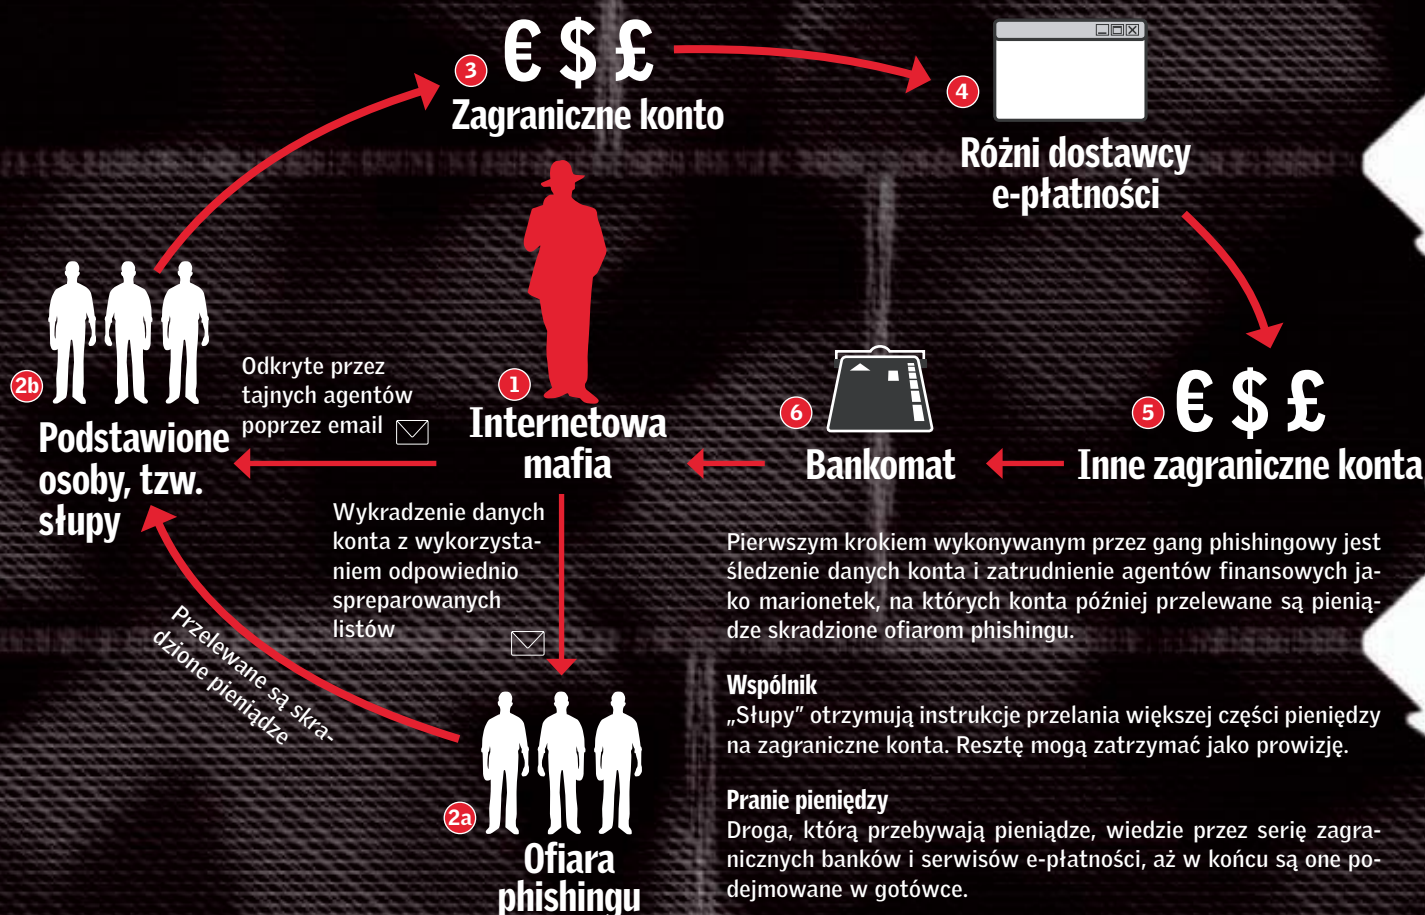 3
€ $ £
Zagraniczne konto
4
Różni dostawcy
e-płatności
2b
Podstawione
osoby, tzw.
słupy
Odkryte przez
tajnych agentów
poprzez email
1
Internetowa
mafia
6
Bankomat
5
€ $ £
Inne zagraniczne konta
Wykradzenie danych
konta z wykorzysta-
niem odpowiednio
spreparowanych
listów
Przelewane są skra-
dzione pieniądze
2a
Ofiara
phishingu
Pierwszym krokiem wykonywanym przez gang phishingowy jest
śledzenie danych konta i zatrudnienie agentów finansowych ja-
ko marionetek, na których konta później przelewane są pienią-
dze skradzione ofiarom phishingu.
Wspólnik
„Słupy” otrzymują instrukcje przelania większej części pieniędzy
na zagraniczne konta. Resztę mogą zatrzymać jako prowizję.
Pranie pieniędzy
Droga, którą przebywają pieniądze, wiedzie przez serię zagra-
nicznych banków i serwisów e-płatności, aż w końcu są one po-
dejmowane w gotówce.